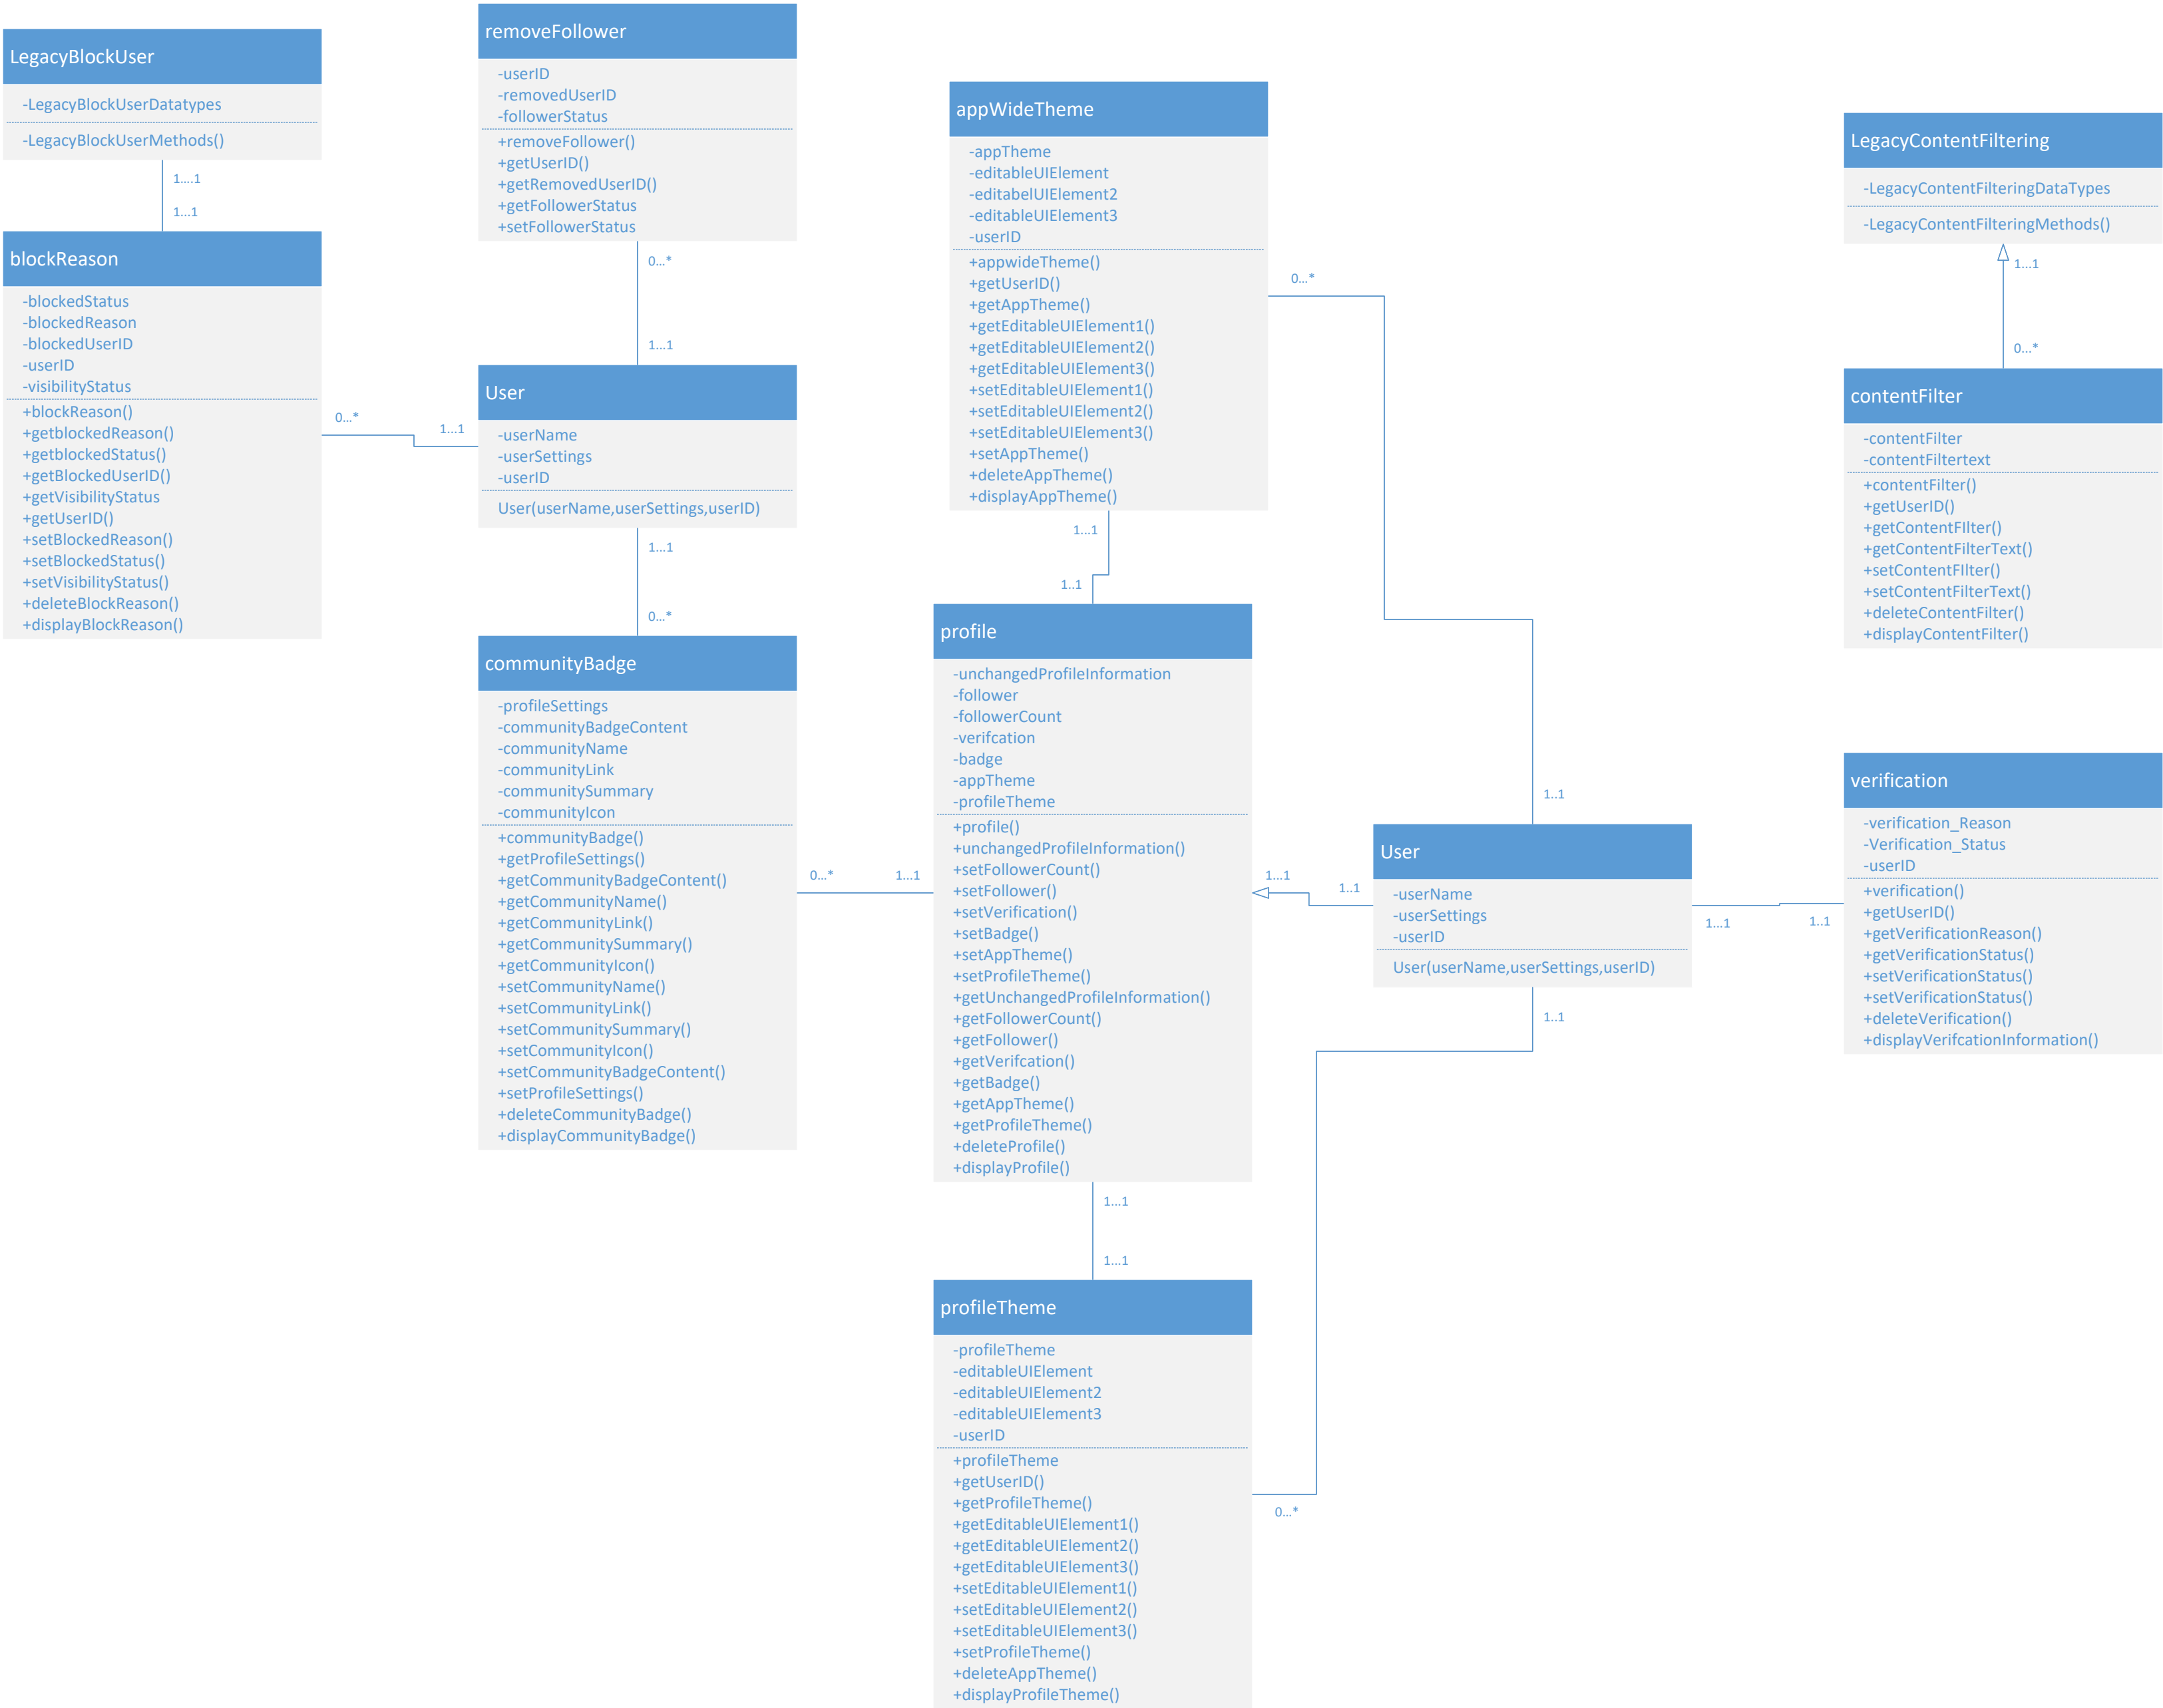 LegacyBlockUser
-LegacyBlockUserDatatypes
-LegacyBlockUserMethods()
1....1
1...1
blockReason
-blockedStatus
-blockedReason
-blockedUserID
-userID
-visibilityStatus
+blockReason()
+getblockedReason()
+getblockedStatus()
+getBlockedUserID()
+getVisibilityStatus
+getUserID()
+setBlockedReason()
+setBlockedStatus()
+setVisibilityStatus()
+deleteBlockReason()
+displayBlockReason()
0...*
1...1
removeFollower
-userID
-removedUserID
-followerStatus
+removeFollower()
+getUserID()
+getRemovedUserID()
+getFollowerStatus
+setFollowerStatus
0...*
1...1
User
-userName
-userSettings
-userID
User(userName,userSettings,userID)
1...1
0...*
communityBadge
-profileSettings
-communityBadgeContent
-communityName
-communityLink
-communitySummary
-communityIcon
+communityBadge()
+getProfileSettings()
+getCommunityBadgeContent()
+getCommunityName()
+getCommunityLink()
+getCommunitySummary()
+getCommunityIcon()
+setCommunityName()
+setCommunityLink()
+setCommunitySummary()
+setCommunityIcon()
+setCommunityBadgeContent()
+setProfileSettings()
+deleteCommunityBadge()
+displayCommunityBadge()
0...*
1...1
appWideTheme
-appTheme
-editableUIElement
-editabelUIElement2
-editableUIElement3
-userID
+appwideTheme()
+getUserID()
+getAppTheme()
+getEditableUIElement1()
+getEditableUIElement2()
+getEditableUIElement3()
+setEditableUIElement1()
+setEditableUIElement2()
+setEditableUIElement3()
+setAppTheme()
+deleteAppTheme()
+displayAppTheme()
0...*
1...1
1..1
profile
-unchangedProfileInformation
-follower
-followerCount
-verifcation
-badge
-appTheme
-profileTheme
+profile()
+unchangedProfileInformation()
+setFollowerCount()
+setFollower()
+setVerification()
+setBadge()
+setAppTheme()
+setProfileTheme()
+getUnchangedProfileInformation()
+getFollowerCount()
+getFollower()
+getVerifcation()
+getBadge()
+getAppTheme()
+getProfileTheme()
+deleteProfile()
+displayProfile()
1...1
1...1
profileTheme
-profileTheme
-editableUIElement
-editableUIElement2
-editableUIElement3
-userID
+profileTheme
+getUserID()
+getProfileTheme()
+getEditableUIElement1()
+getEditableUIElement2()
+getEditableUIElement3()
+setEditableUIElement1()
+setEditableUIElement2()
+setEditableUIElement3()
+setProfileTheme()
+deleteAppTheme()
+displayProfileTheme()
0...*
1...1
1..1
1..1
User
-userName
-userSettings
-userID
User(userName,userSettings,userID)
1..1
1...1
1..1
LegacyContentFiltering
-LegacyContentFilteringDataTypes
-LegacyContentFilteringMethods()
1...1
0...*
contentFilter
-contentFilter
-contentFiltertext
+contentFilter()
+getUserID()
+getContentFIlter()
+getContentFilterText()
+setContentFIlter()
+setContentFilterText()
+deleteContentFilter()
+displayContentFilter()
verification
-verification_Reason
-Verification_Status
-userID
+verification()
+getUserID()
+getVerificationReason()
+getVerificationStatus()
+setVerificationStatus()
+setVerificationStatus()
+deleteVerification()
+displayVerifcationInformation()